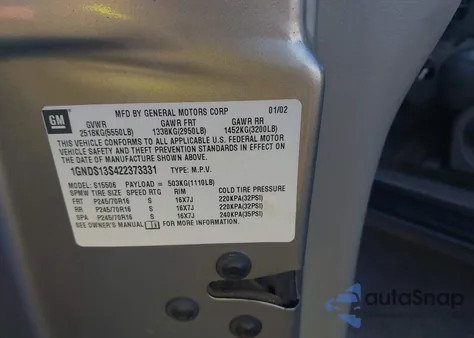 GM
MFD BY GENERAL MOTORS CORP 01/02
GVWR GAWR FRT GAWR RR
2518KG(5550LB) 1338KG(2950LB) 1452KG(3200LB)
THIS VEHICLE CONFORMS TO ALL APPLICABLE U.S. FEDERAL MOTOR
VEHICLE SAFETY AND THEFT PREVENTION STANDARDS IN EFFECT ON
THE DATE OF MANUFACTURE SHOWN ABOVE.
1GNDS13S422373331 TYPE: M.P.V.
MODEL: S15506 PAYLOAD = 503KG(1110LB)
TIRE SIZE SPEED RTG RIM COLD TIRE PRESSURE
FRT P245/70R16 S 16X7J 220KPA(32PSI)
RR P245/70R16 S 16X7J 220KPA(32PSI)
SPA P245/70R16 S 16X7J 240KPA(35PSI)
SEE OWNER'S MANUAL
autoSnap